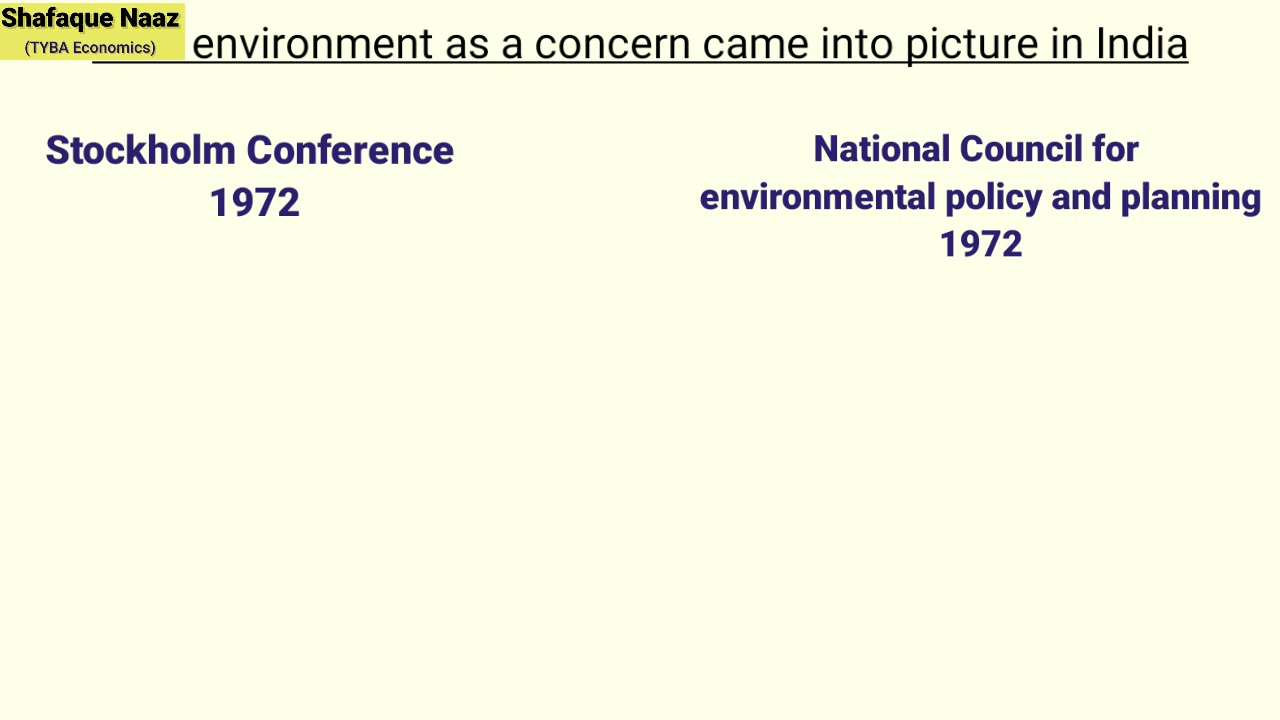 Shafaque Naaz
(TYBA Economics)
environment as a concern came into picture in India
Stockholm Conference
1972
National Council for
environmental policy and planning
1972